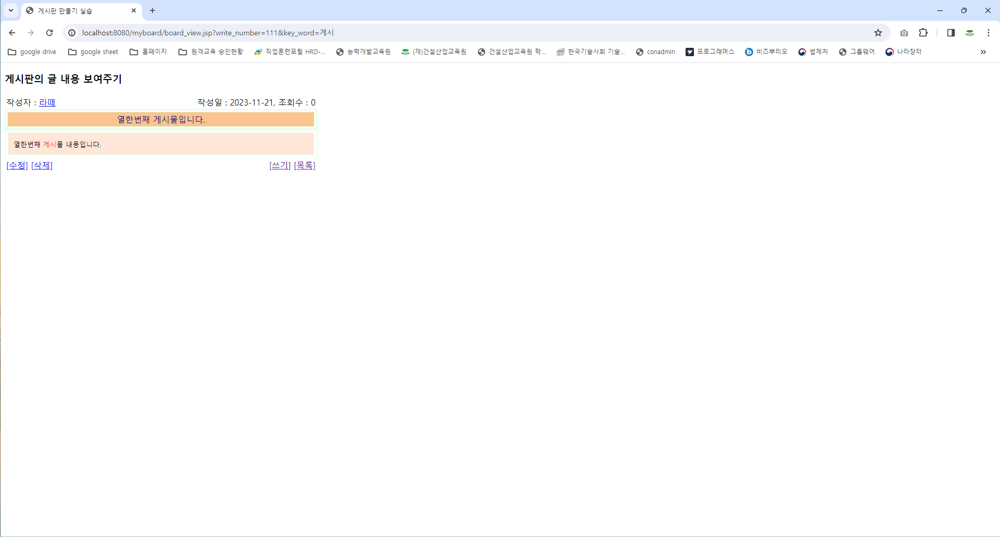 게시판 만들기 실습
localhost:8080/myboard/board_view.jsp?write_number=111&key_word=게시
google drive google sheet 홈페이지 원격교육 승인현황 직업훈련포털 HRD-... 능력개발교육원 (재)건설산업교육원 건설산업교육원 학... 한국기술사회 기술... conadmin 프로그래머스 비즈뿌리오 법제처 그룹웨어 나라장터
게시판의 글 내용 보여주기
작성자 : 라떼 작성일 : 2023-11-21, 조회수 : 0
열한번째 게시물입니다.
열한번째 게시물 내용입니다.
[수정] [삭제] [쓰기] [목록]